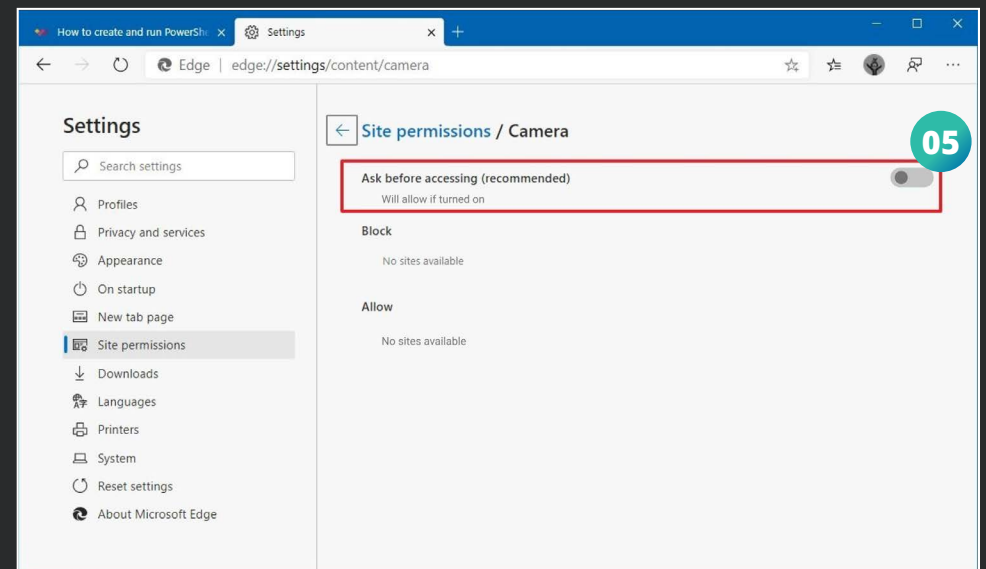 How to create and run PowerSh
Settings
Edge | edge://settings/content/camera
Settings
Search settings
Profiles
Privacy and services
Appearance
On startup
New tab page
Site permissions
Downloads
Languages
Printers
System
Reset settings
About Microsoft Edge
Site permissions / Camera
05
Ask before accessing (recommended)
Will allow if turned on
Block
No sites available
Allow
No sites available